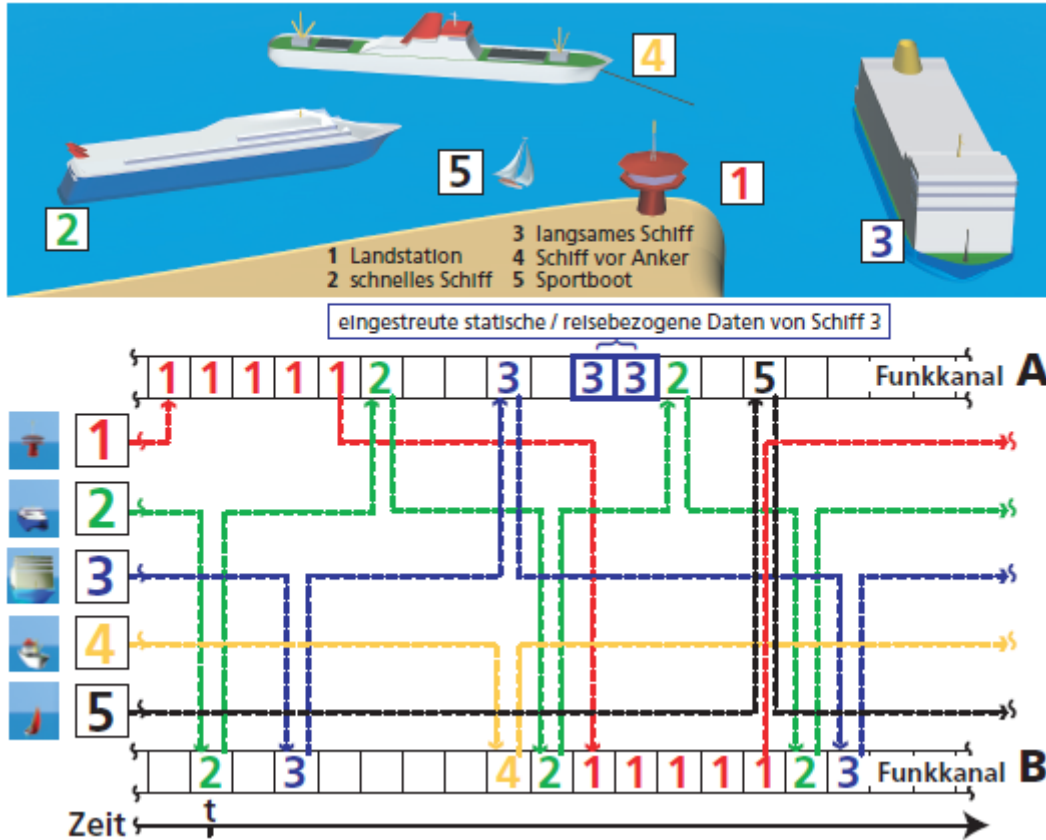 4
5
1
2
3
1 Landstation
2 schnelles Schiff
3 langsames Schiff
4 Schiff vor Anker
5 Sportboot
eingestreute statische / reisebezogene Daten von Schiff 3
1 1 1 1 1 2 3 3 3 2 5 Funkkanal A
1
2
3
4
5
2 3 4 2 1 1 1 1 1 2 3 Funkkanal B
t
Zeit